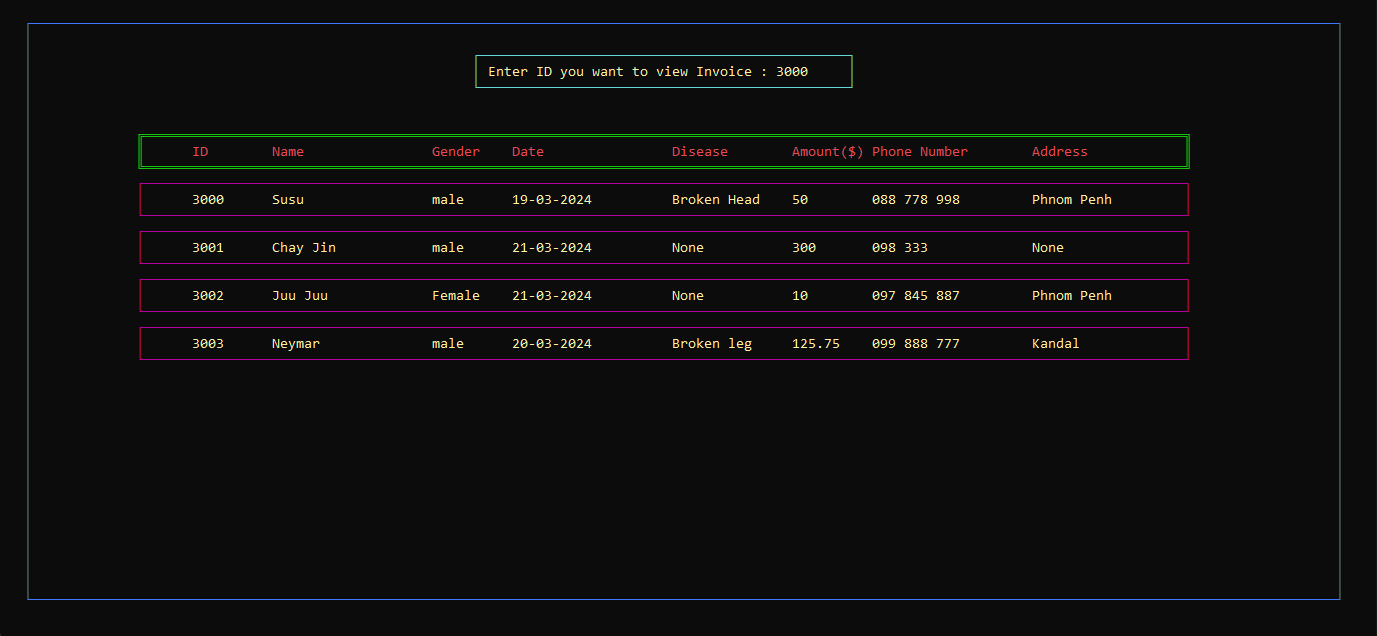 Enter ID you want to view Invoice : 3000
ID Name Gender Date Disease Amount($) Phone Number Address
3000 Susu male 19-03-2024 Broken Head 50 088 778 998 Phnom Penh
3001 Chay Jin male 21-03-2024 None 300 098 333 None
3002 Juu Juu Female 21-03-2024 None 10 097 845 887 Phnom Penh
3003 Neymar male 20-03-2024 Broken leg 125.75 099 888 777 Kandal